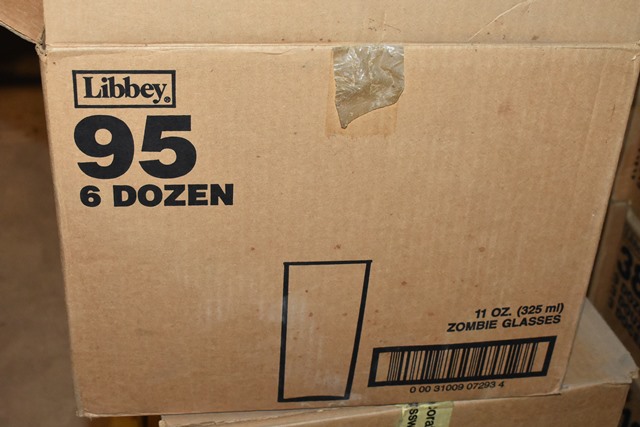 Libbey®
95
6 DOZEN
11 OZ. (325 ml)
ZOMBIE GLASSES
0 00 31009 07293 4